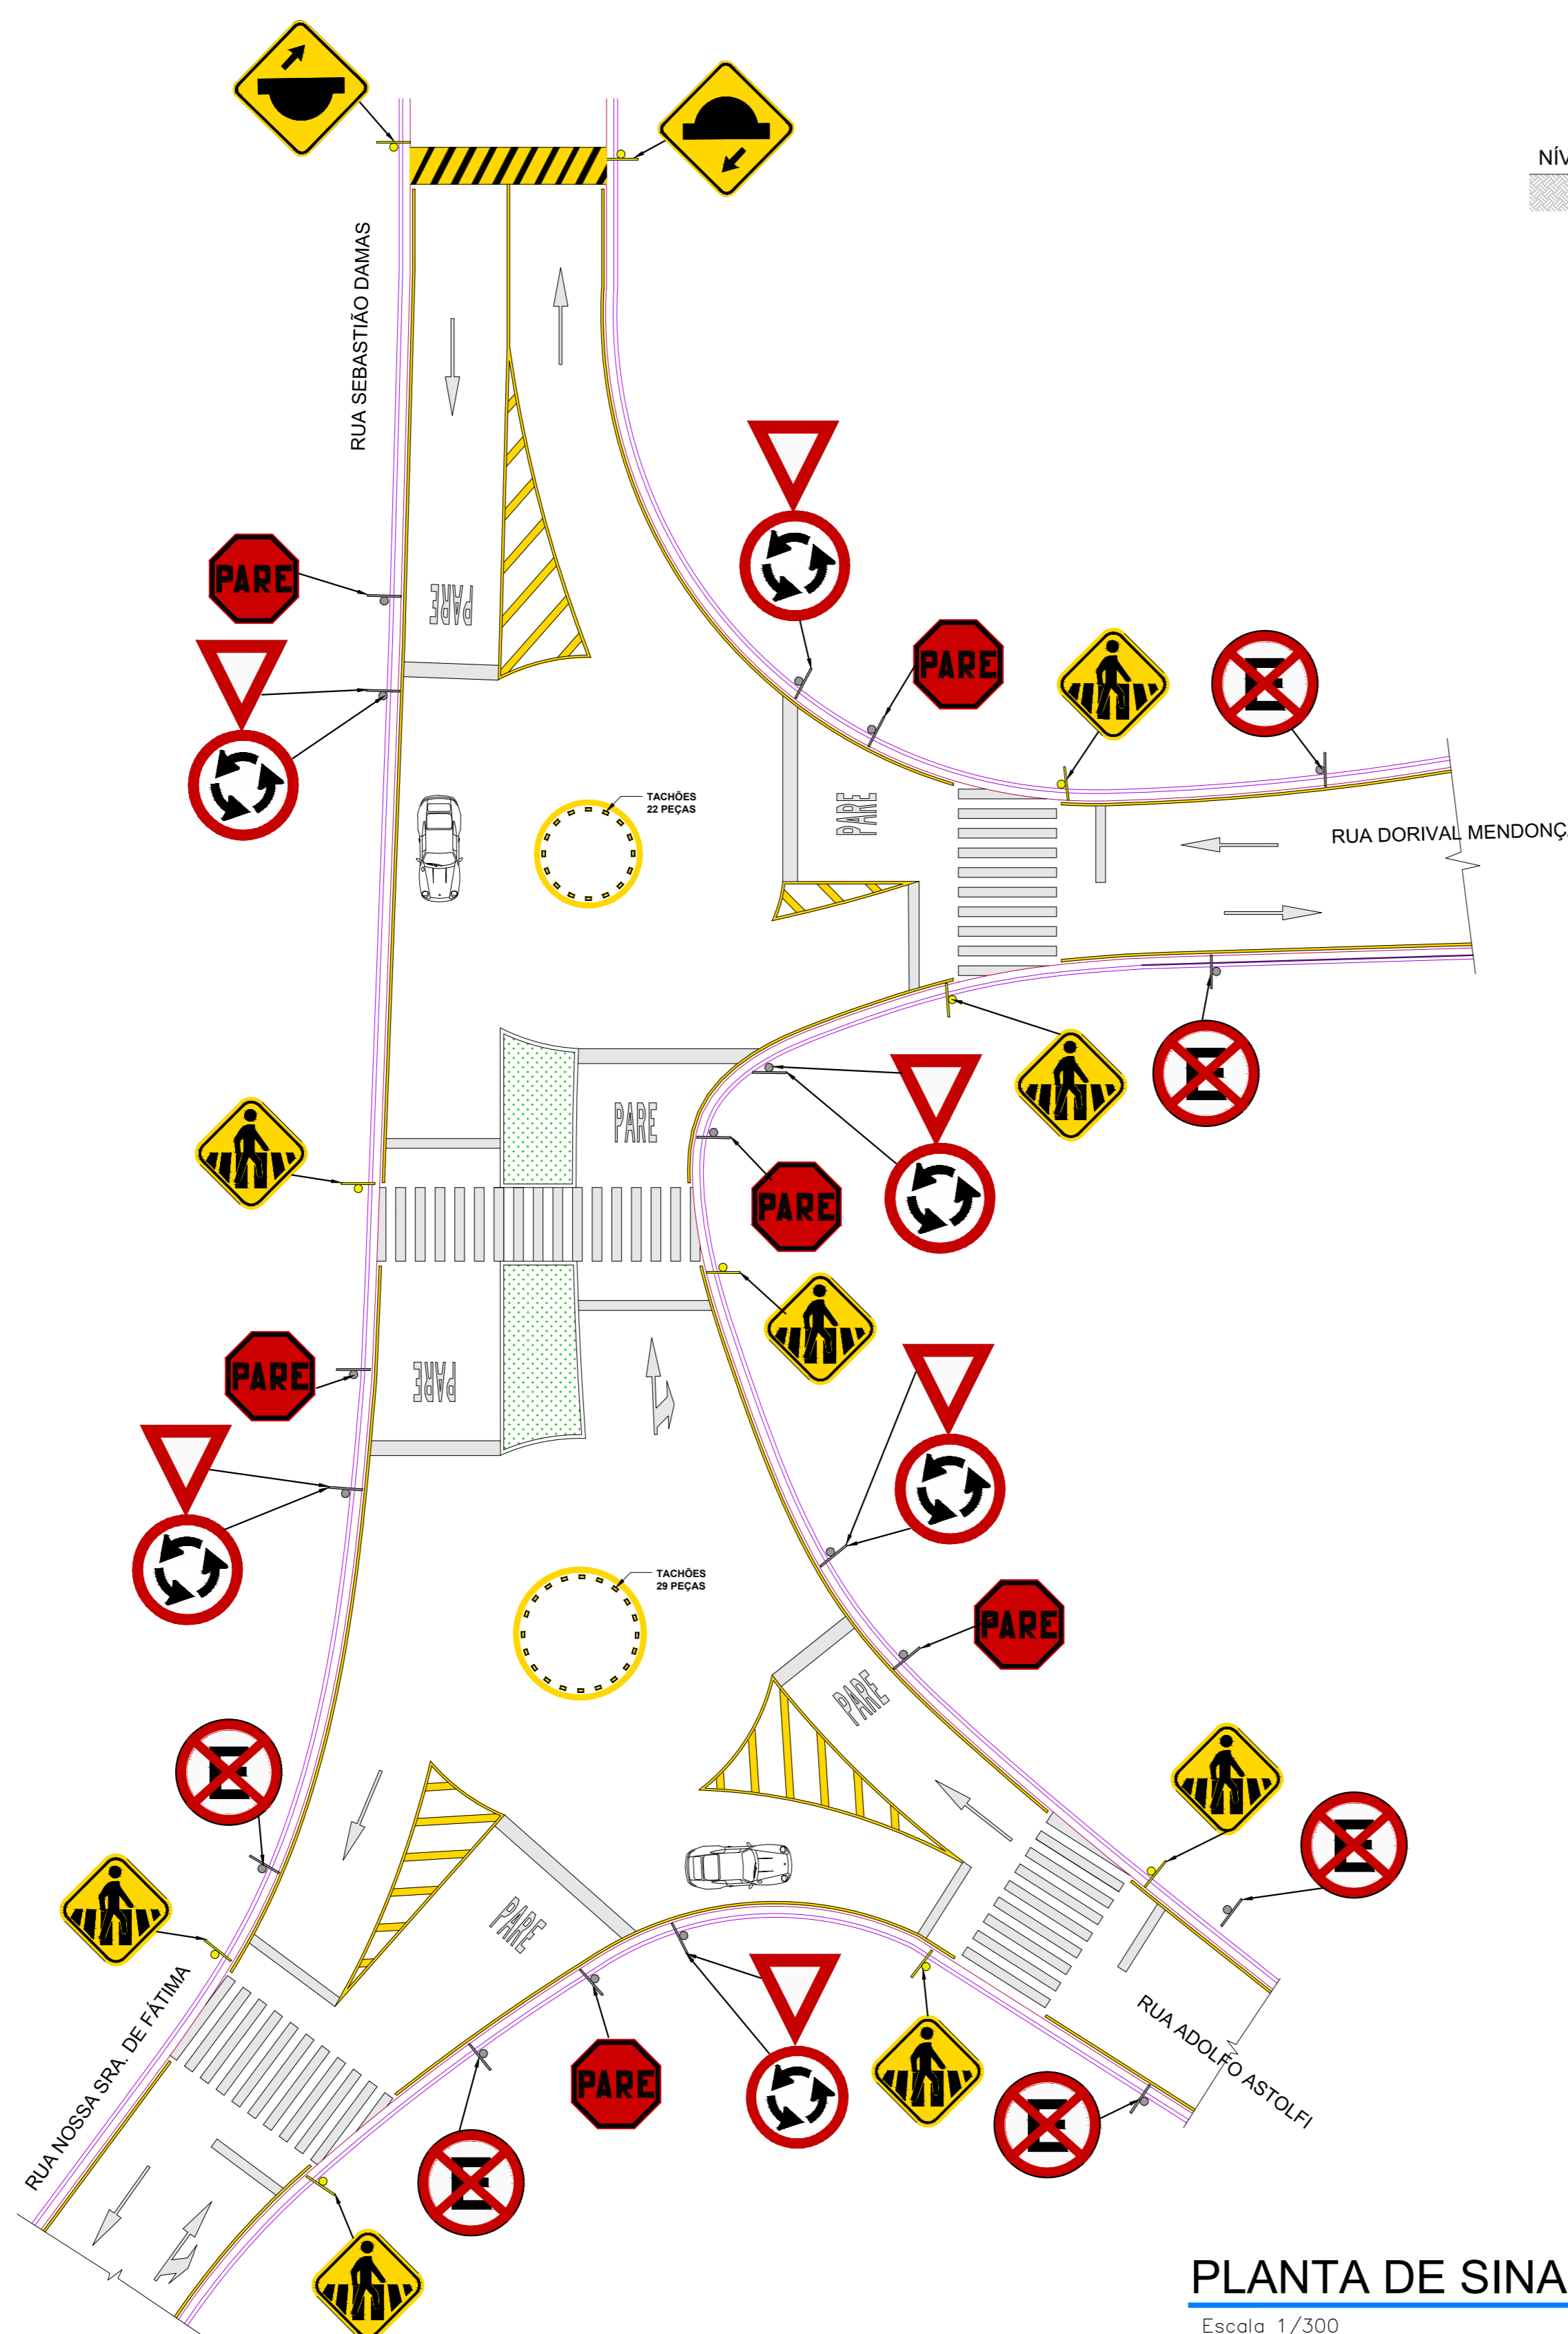 NÍV
RUA SEBASTIÃO DAMAS
PARE
PARE
PARE
TACHÕES
22 PEÇAS
PARE
RUA DORIVAL MENDONÇ
E
E
PARE
PARE
PARE
PARE
TACHÕES
29 PEÇAS
PARE
PARE
E
E
PARE
RUA NOSSA SRA. DE FÁTIMA
PARE
E
E
RUA ADOLFO ASTOLFI
PLANTA DE SINA
Escala 1/300